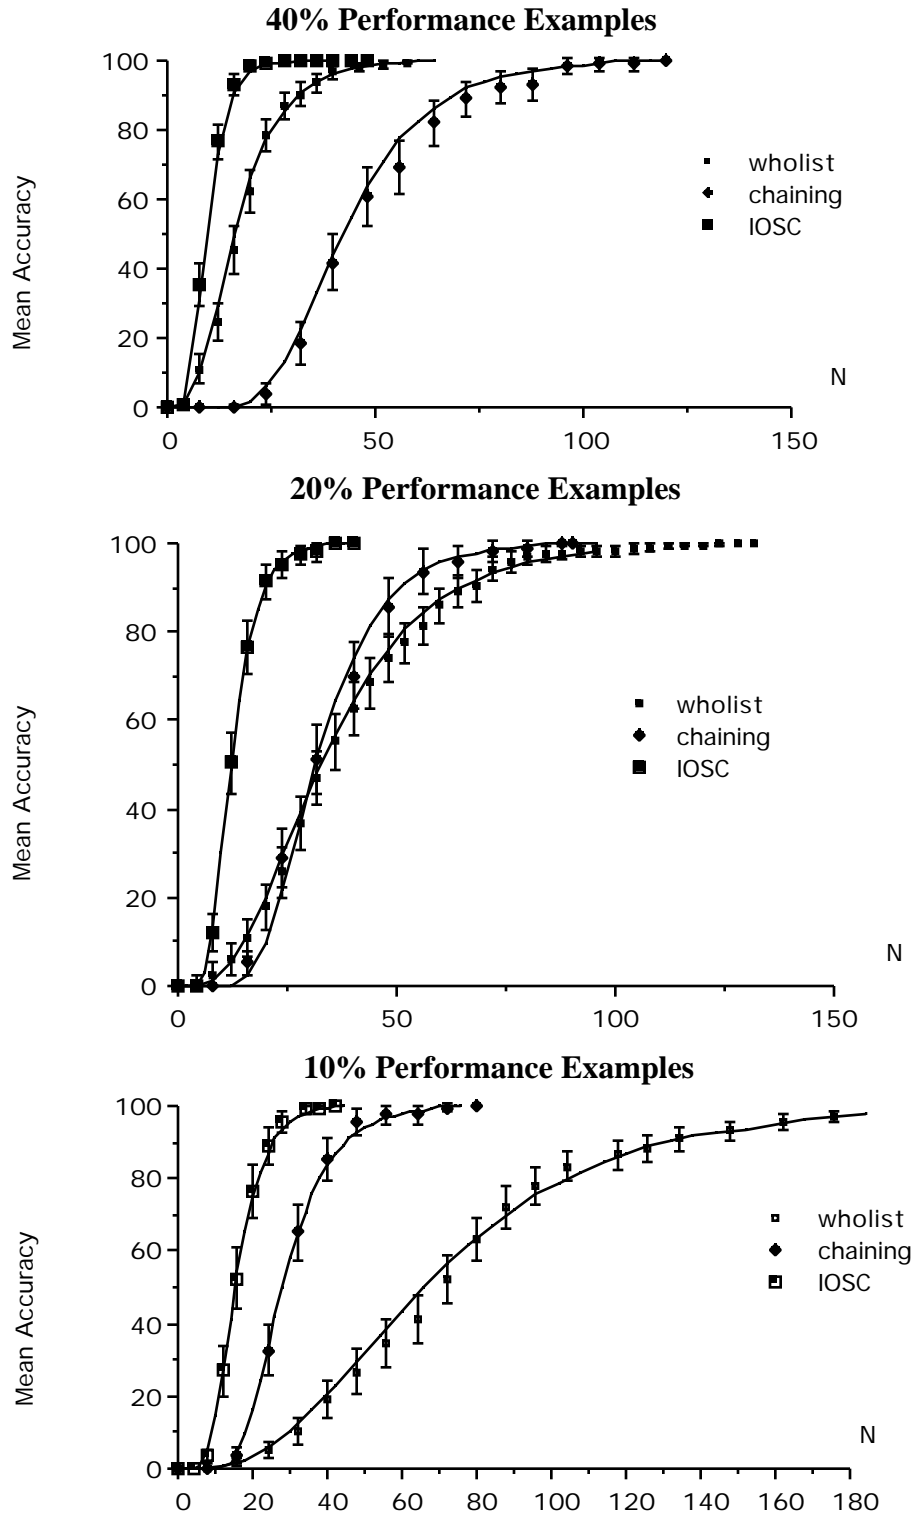 40% Performance Examples
100
80
60
40
20
0
Mean Accuracy
wholist
chaining
IOSC
N
0 50 100 150
20% Performance Examples
100
80
60
40
20
0
Mean Accuracy
wholist
chaining
IOSC
N
0 50 100 150
10% Performance Examples
100
80
60
40
20
0
Mean Accuracy
wholist
chaining
IOSC
N
0 20 40 60 80 100 120 140 160 180